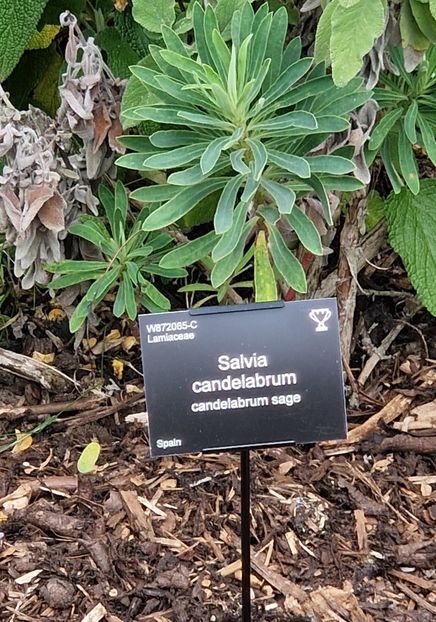 W872065-C
Lamiaceae
Salvia
candelabrum
candelabrum sage
Spain